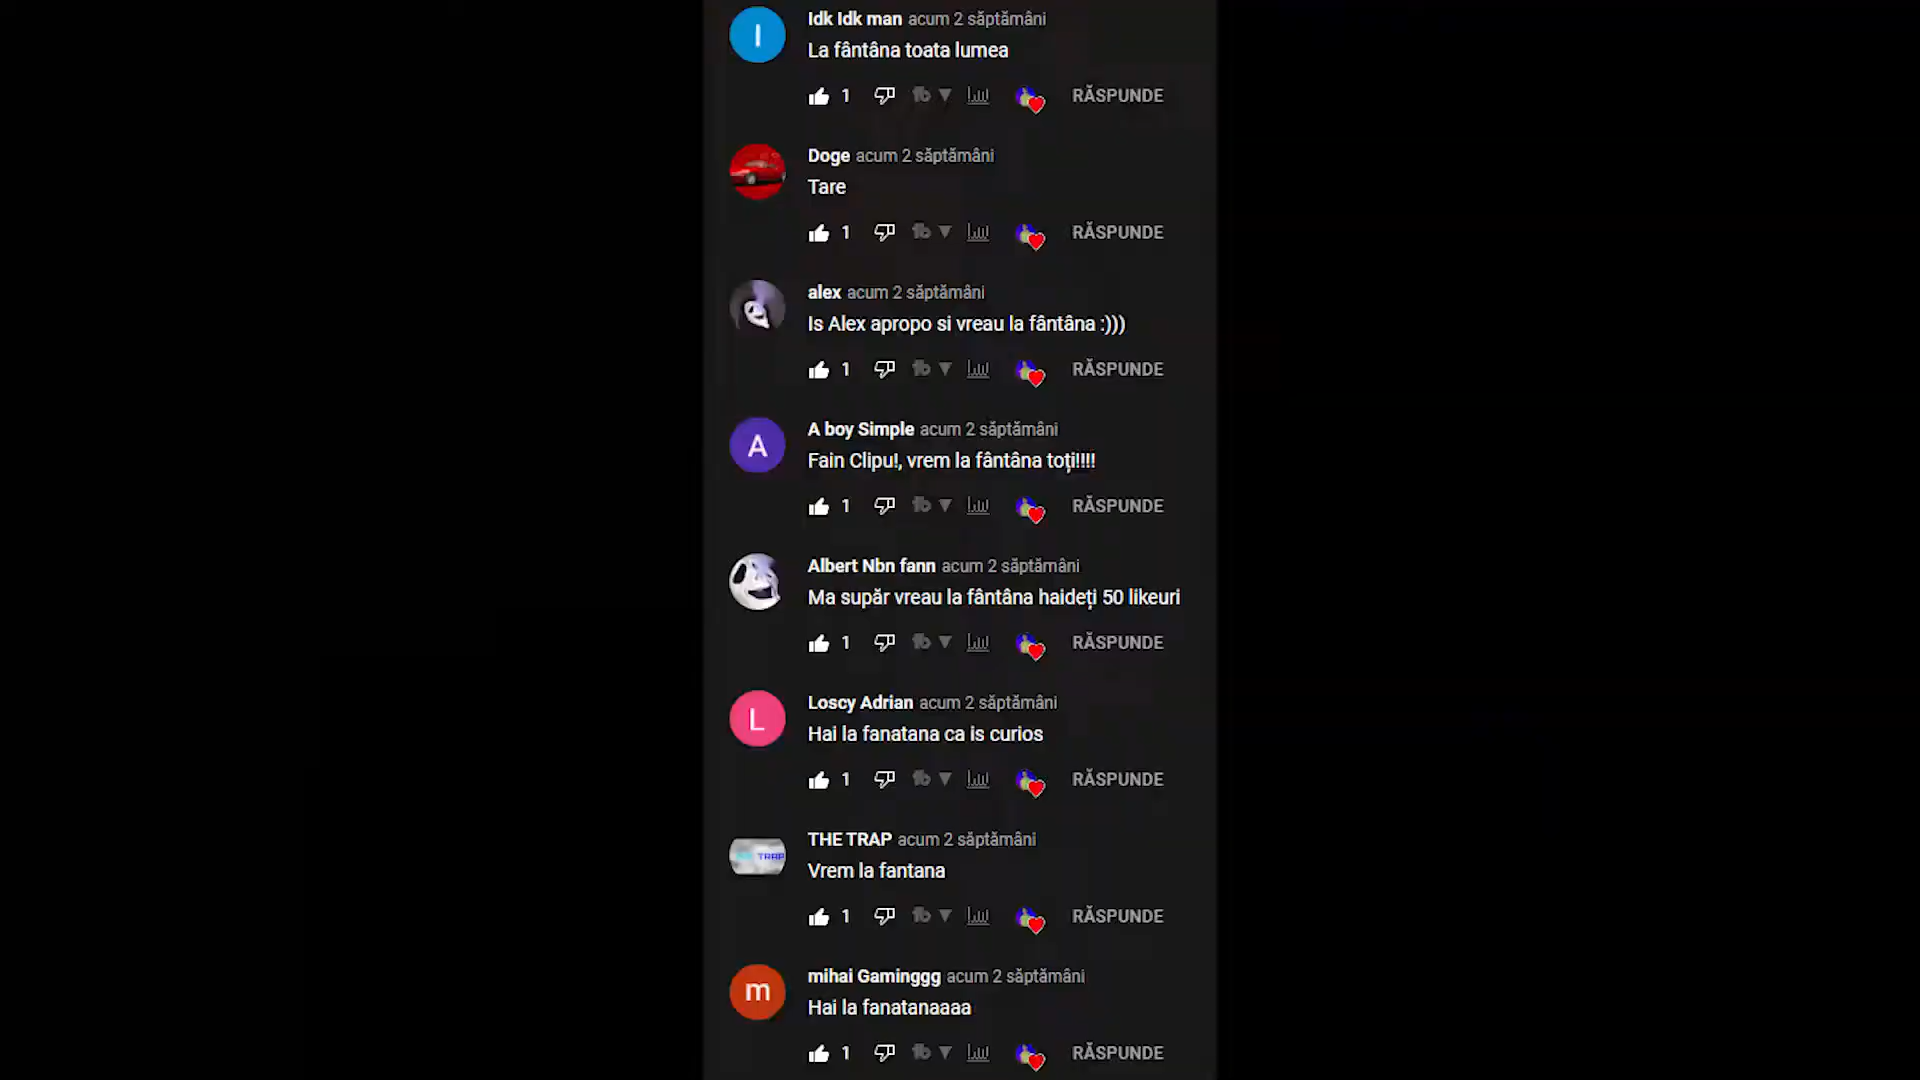 I
Idk Idk man acum 2 săptămâni
La fântâna toata lumea
1 RĂSPUNDE
Doge acum 2 săptămâni
Tare
1 RĂSPUNDE
alex acum 2 săptămâni
Is Alex apropo si vreau la fântâna :)))
1 RĂSPUNDE
A
A boy Simple acum 2 săptămâni
Fain Clipu!, vrem la fântâna toți!!!!
1 RĂSPUNDE
Albert Nbn fann acum 2 săptămâni
Ma supăr vreau la fântâna haideți 50 likeuri
1 RĂSPUNDE
L
Loscy Adrian acum 2 săptămâni
Hai la fanatana ca is curios
1 RĂSPUNDE
TRAP
THE TRAP acum 2 săptămâni
Vrem la fantana
1 RĂSPUNDE
m
mihai Gaminggg acum 2 săptămâni
Hai la fanatanaaaa
1 RĂSPUNDE